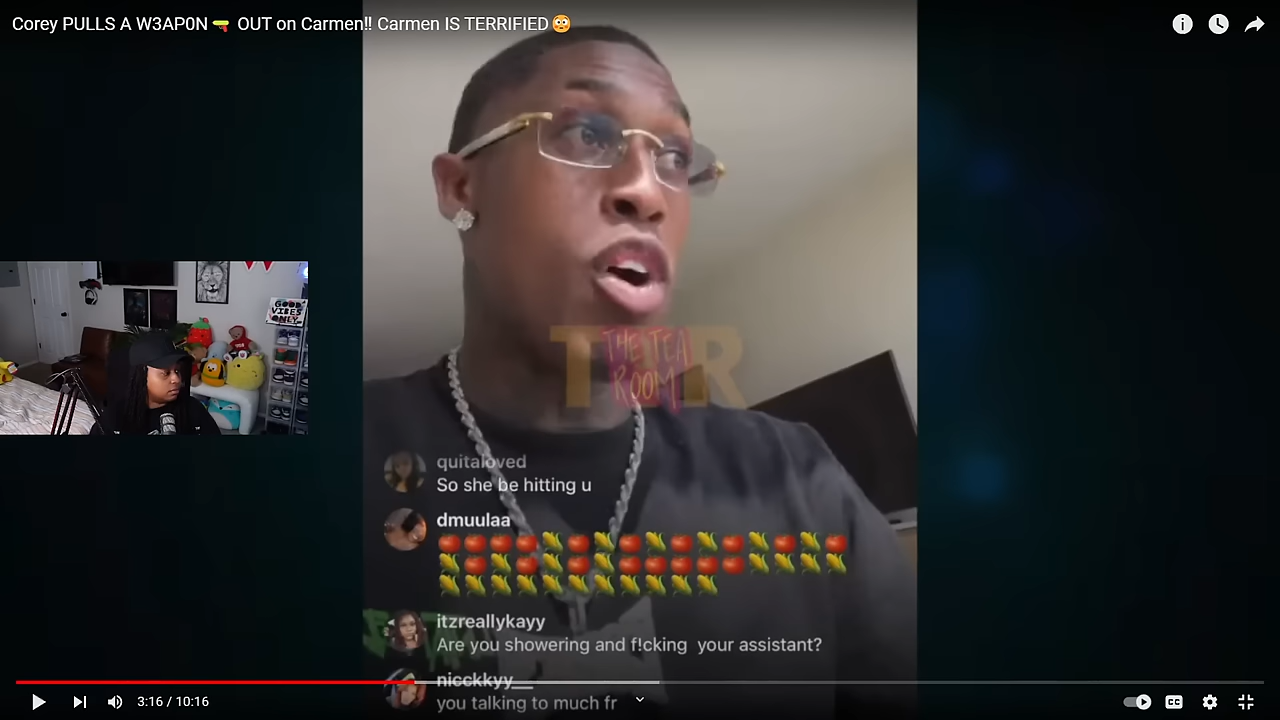 Corey PULLS A W3AP0N🔫 OUT on Carmen‼️ Carmen IS TERRIFIED😳
GOOD
VIBES
ONLY
THE TEA
ROOM
quitaloved
So she be hitting u
dmuulaa
🍅🍅🍅🍅🌽🍅🌽🍅🌽🍅🌽🍅🌽🍅🌽🍅
🌽🍅🌽🍅🌽🍅🌽🍅🍅🍅🍅🍅🌽🌽🌽🌽
🌽🌽🌽🌽🌽🌽🌽🌽🌽🌽🌽
itzreallykayy
Are you showering and f!cking your assistant?
nicckkyy__
you talking to much fr
3:16 / 10:16
CC